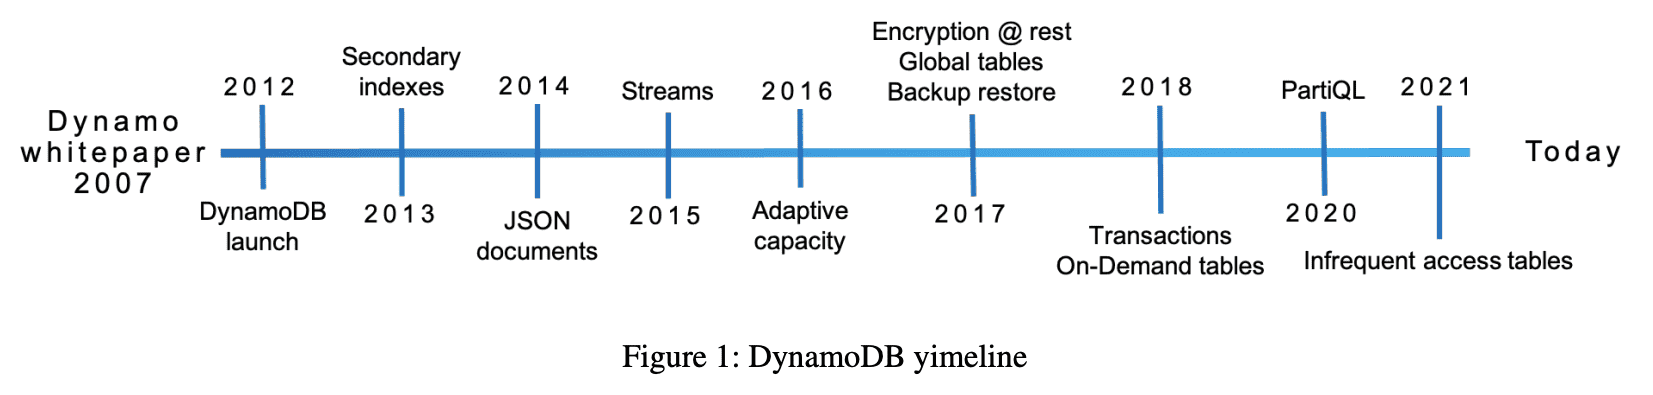 Dynamo
whitepaper
2007
2012
DynamoDB
launch
Secondary
indexes
2013
2014
JSON
documents
Streams
2015
2016
Adaptive
capacity
Encryption @ rest
Global tables
Backup restore
2017
2018
Transactions
On-Demand tables
PartiQL
2020
2021
Infrequent access tables
Today
Figure 1: DynamoDB yimeline